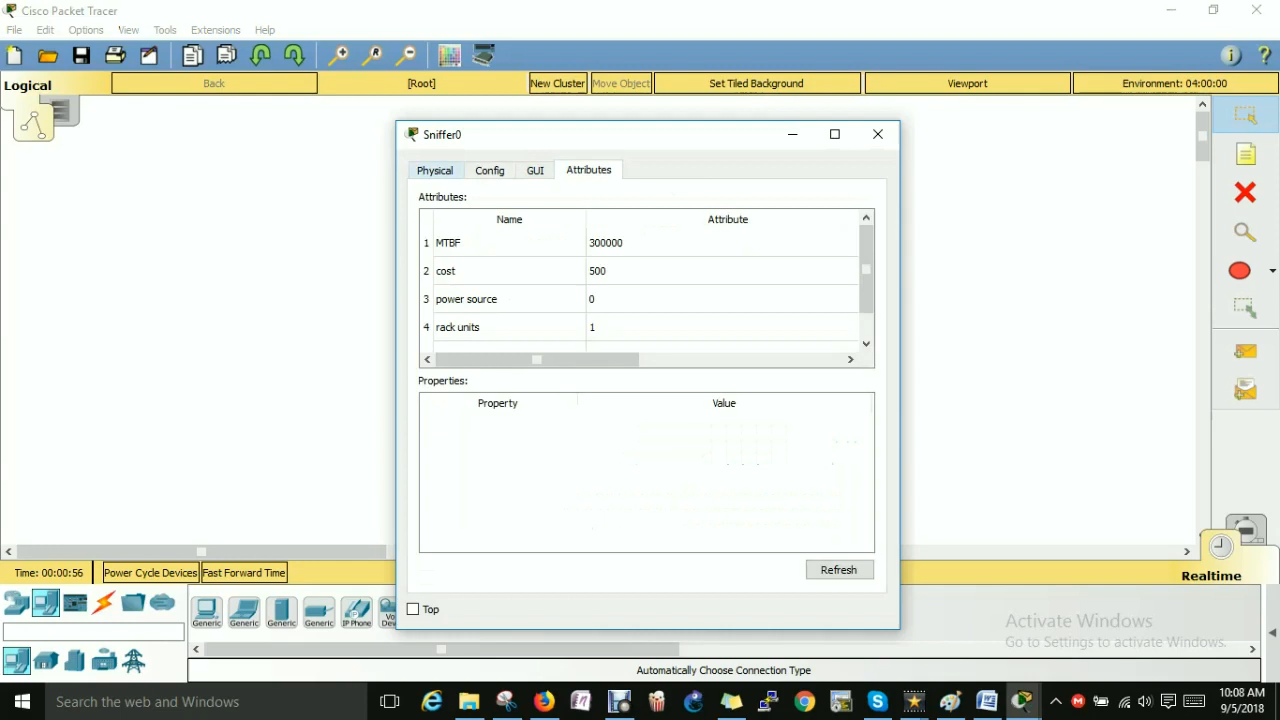 Cisco Packet Tracer
File Edit Options View Tools Extensions Help
Logical
Back
[Root]
New Cluster
Move Object
Set Tiled Background
Viewport
Environment: 04:00:00
Sniffer0
Physical Config GUI Attributes
Attributes:
Name Attribute
1 MTBF 300000
2 cost 500
3 power source 0
4 rack units 1
Properties:
Property Value
Refresh
Top
Time: 00:00:56
Power Cycle Devices
Fast Forward Time
Realtime
Generic
Generic
Generic
Generic
IP Phone
Activate Windows
Go to Settings to activate Windows.
Automatically Choose Connection Type
Search the web and Windows
10:08 AM
9/5/2018